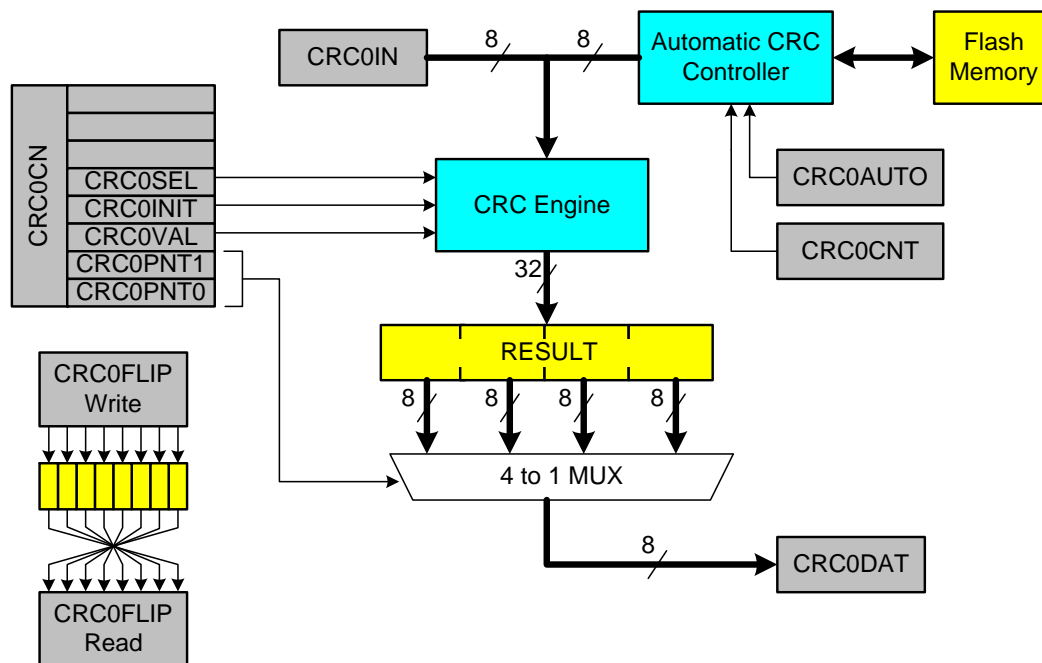 CRC0IN
8
8
Automatic CRC
Controller
Flash
Memory
CRC0CN
CRC0SEL
CRC0INIT
CRC0VAL
CRC0PNT1
CRC0PNT0
CRC Engine
CRC0AUTO
CRC0CNT
32
RESULT
8
8
8
8
4 to 1 MUX
8
CRC0DAT
CRC0FLIP
Write
CRC0FLIP
Read